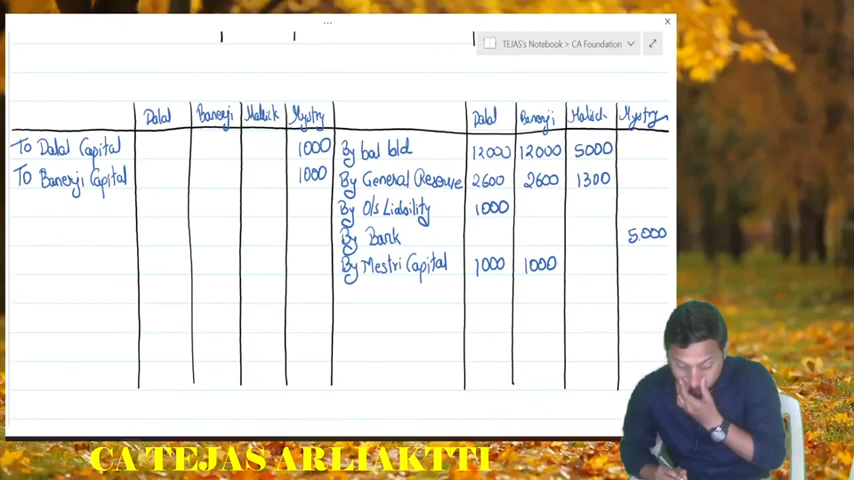 TEJAS's Notebook > CA Foundation
Dalal Banerji Mallick Mystry Dalal Banerji Mallick Mystry
To Dalal Capital 1000 By bal b/d 12000 12000 5000
To Banerji Capital 1000 By General Reserve 2600 2600 1300
By O/s Liability 1000
By Bank 5000
By Mestri Capital 1000 1000
CA TEJAS ARLIAKTTI